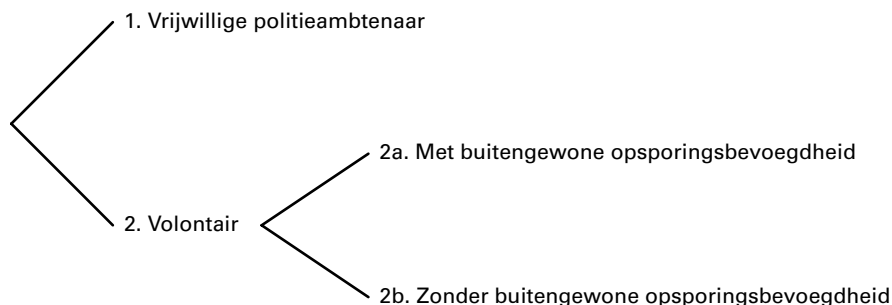 1. Vrijwillige politieambtenaar
2a. Met buitengewone opsporingsbevoegdheid
2. Volontair
2b. Zonder buitengewone opsporingsbevoegdheid